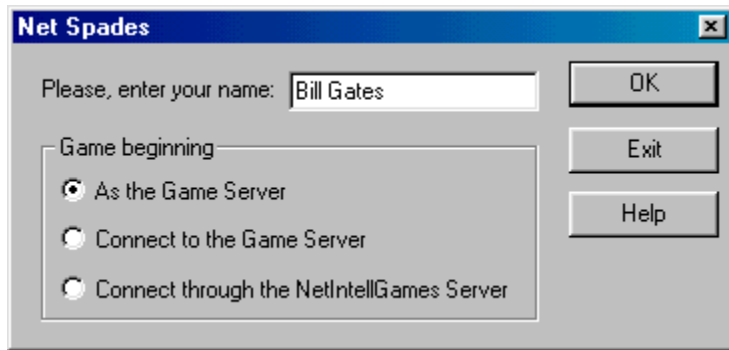 Net Spades
Please, enter your name: Bill Gates
OK
Game beginning
Exit
As the Game Server
Help
Connect to the Game Server
Connect through the NetIntellGames Server